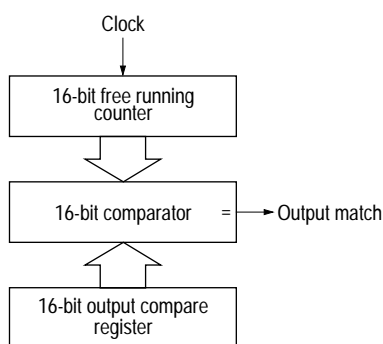 Clock
16-bit free running
counter
16-bit comparator =
Output match
16-bit output compare
register